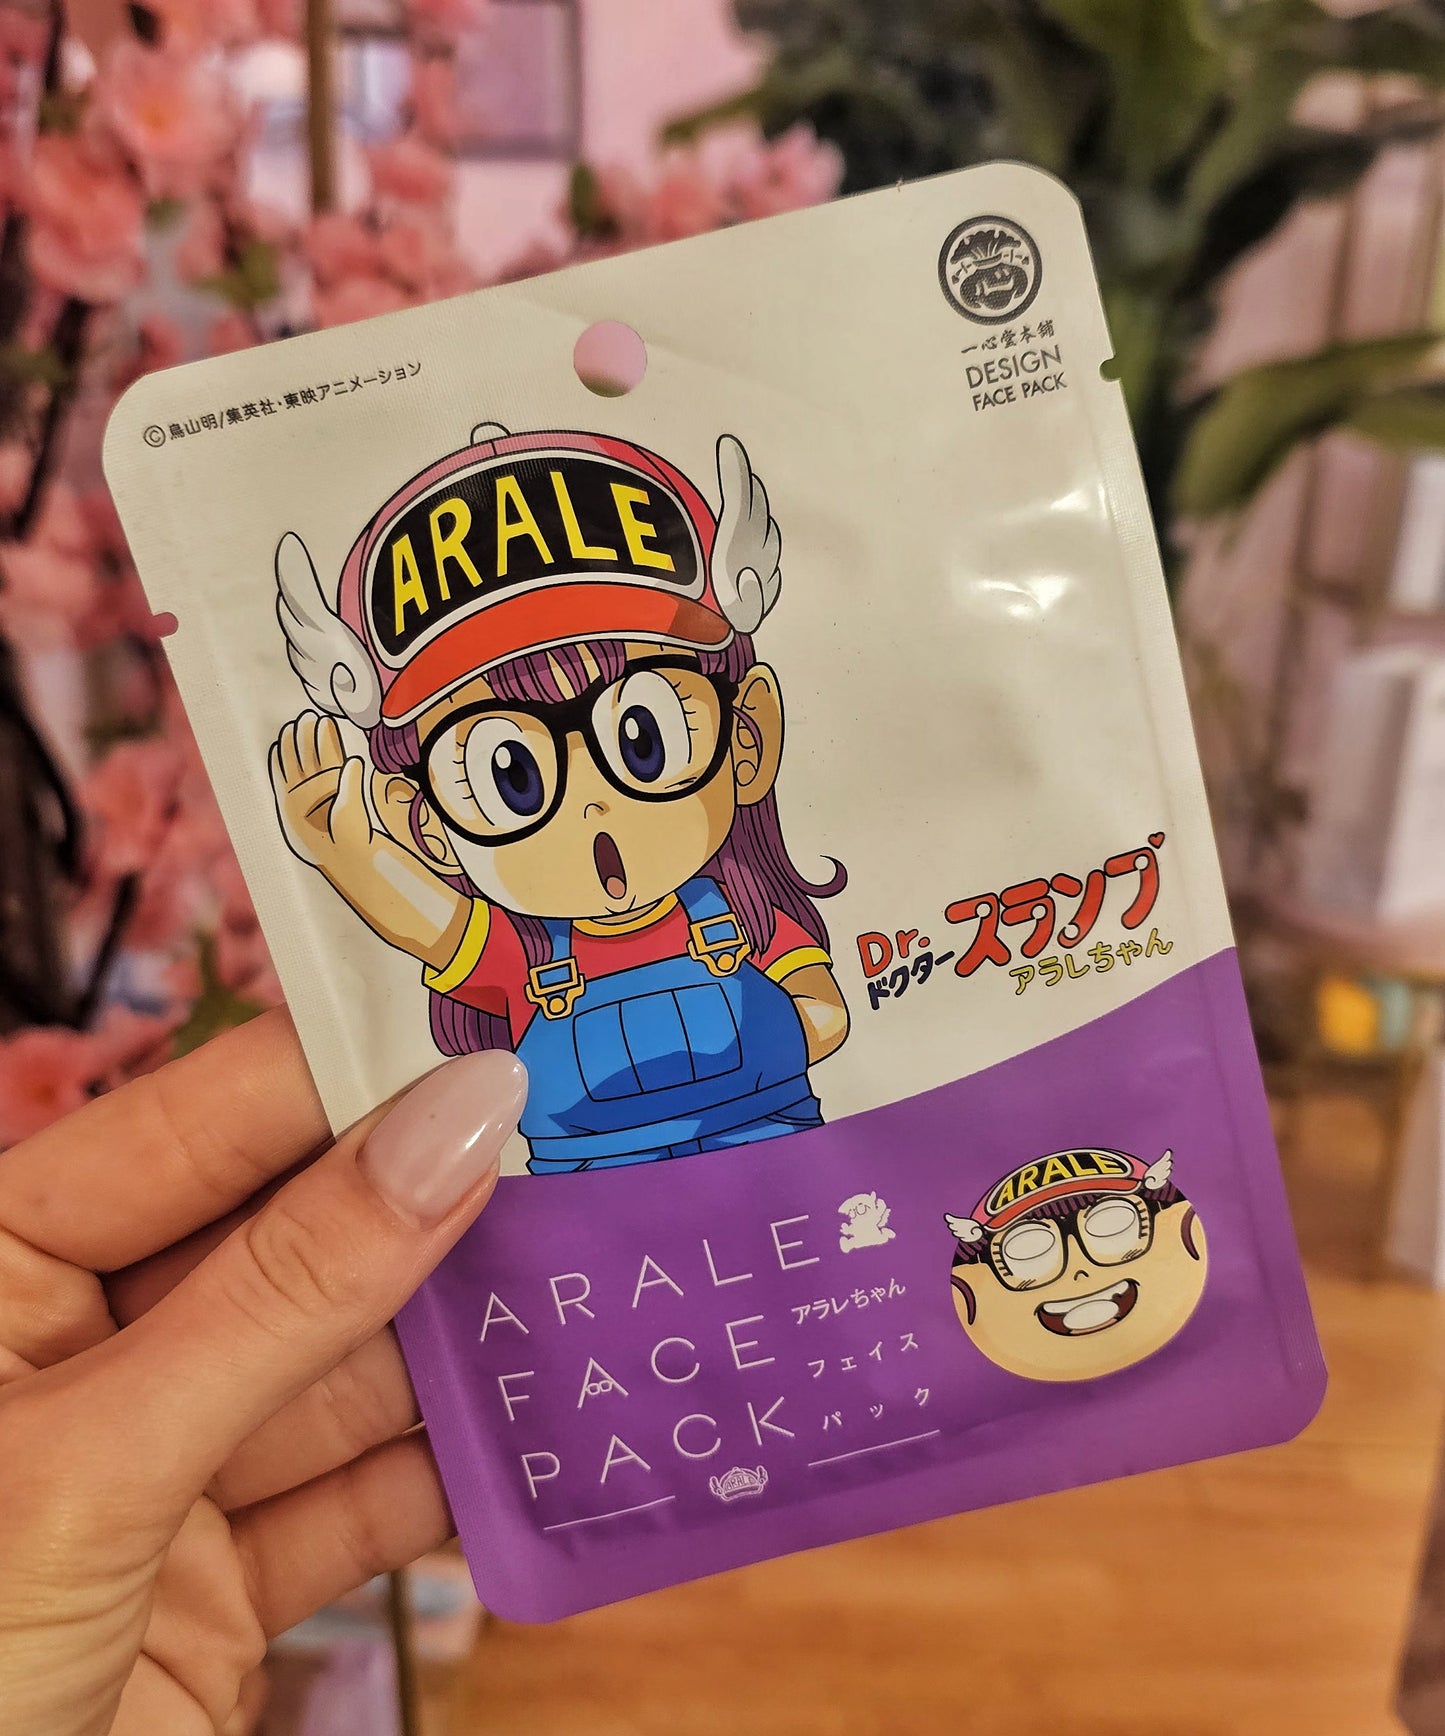 ©鳥山明/集英社・東映アニメーション
一心堂本舗
DESIGN
FACE PACK
ARALE
Dr.スランプ
ドクター
アラレちゃん
ARALE
ARALE
アラレちゃん
FACE
フェイス
PACK
パック
ARALE